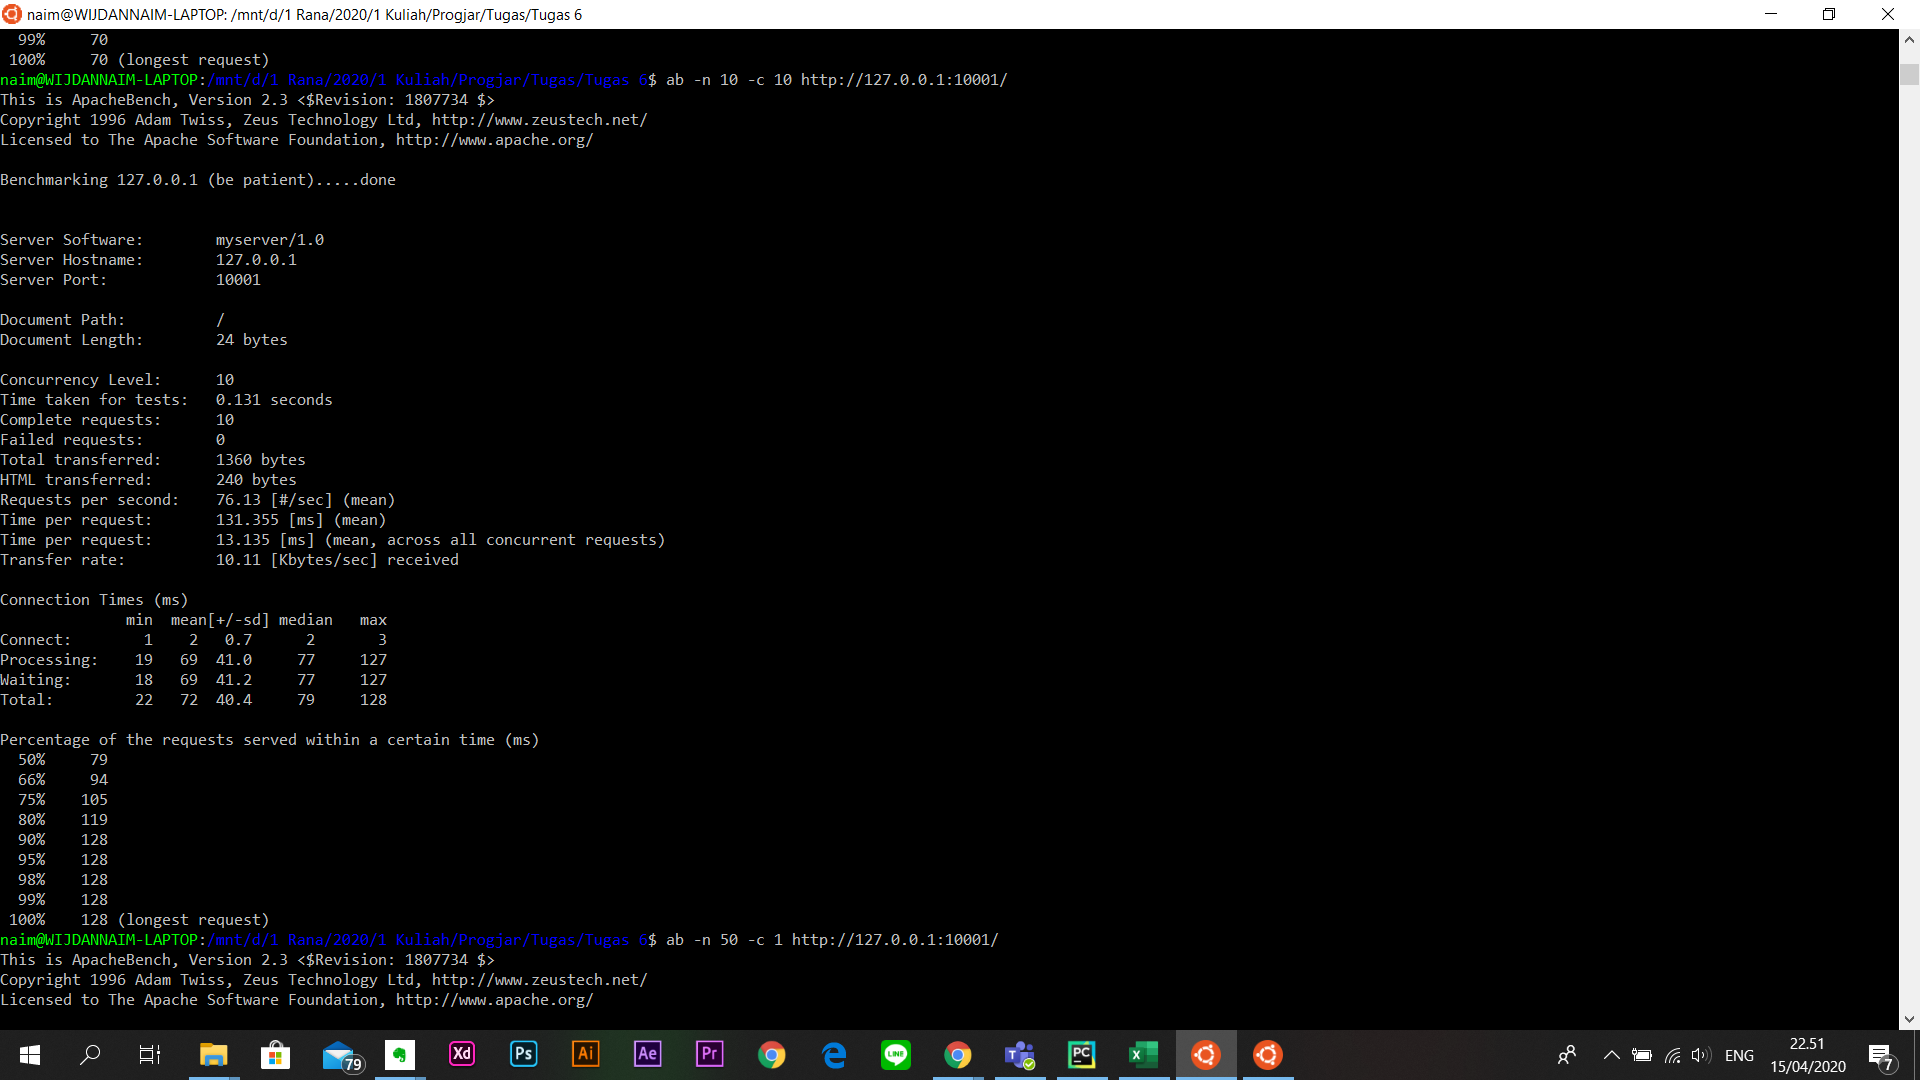 naim@WIJDANNAIM-LAPTOP: /mnt/d/1 Rana/2020/1 Kuliah/Progjar/Tugas/Tugas 6
99% 70
100% 70 (longest request)
naim@WIJDANNAIM-LAPTOP:/mnt/d/1 Rana/2020/1 Kuliah/Progjar/Tugas/Tugas 6$ ab -n 10 -c 10 http://127.0.0.1:10001/
This is ApacheBench, Version 2.3 <$Revision: 1807734 $>
Copyright 1996 Adam Twiss, Zeus Technology Ltd, http://www.zeustech.net/
Licensed to The Apache Software Foundation, http://www.apache.org/
Benchmarking 127.0.0.1 (be patient).....done
Server Software: myserver/1.0
Server Hostname: 127.0.0.1
Server Port: 10001
Document Path: /
Document Length: 24 bytes
Concurrency Level: 10
Time taken for tests: 0.131 seconds
Complete requests: 10
Failed requests: 0
Total transferred: 1360 bytes
HTML transferred: 240 bytes
Requests per second: 76.13 [#/sec] (mean)
Time per request: 131.355 [ms] (mean)
Time per request: 13.135 [ms] (mean, across all concurrent requests)
Transfer rate: 10.11 [Kbytes/sec] received
Connection Times (ms)
min mean[+/-sd] median max
Connect: 1 2 0.7 2 3
Processing: 19 69 41.0 77 127
Waiting: 18 69 41.2 77 127
Total: 22 72 40.4 79 128
Percentage of the requests served within a certain time (ms)
50% 79
66% 94
75% 105
80% 119
90% 128
95% 128
98% 128
99% 128
100% 128 (longest request)
naim@WIJDANNAIM-LAPTOP:/mnt/d/1 Rana/2020/1 Kuliah/Progjar/Tugas/Tugas 6$ ab -n 50 -c 1 http://127.0.0.1:10001/
This is ApacheBench, Version 2.3 <$Revision: 1807734 $>
Copyright 1996 Adam Twiss, Zeus Technology Ltd, http://www.zeustech.net/
Licensed to The Apache Software Foundation, http://www.apache.org/
79 Xd Ps Ai Ae Pr LINE PC ENG 22.51 7
15/04/2020